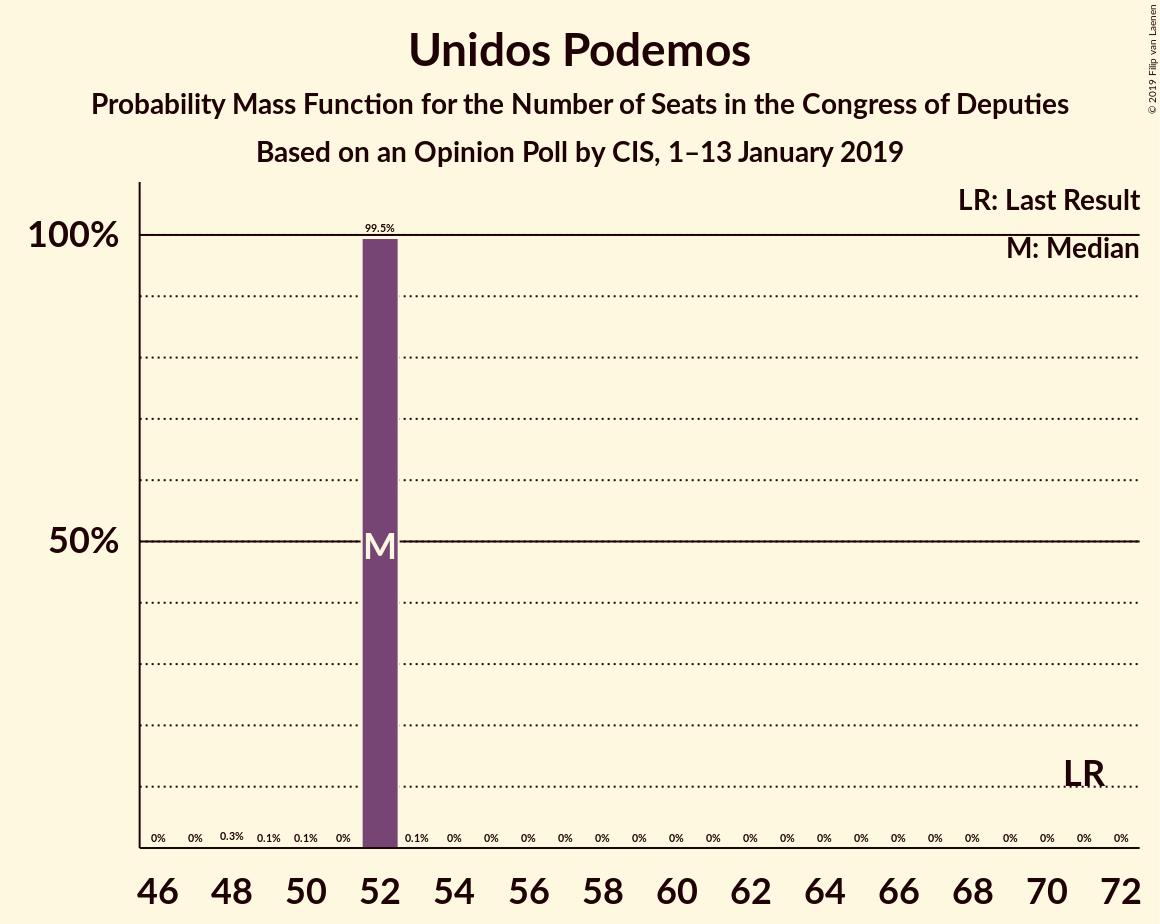 Unidos Podemos
Probability Mass Function for the Number of Seats in the Congress of Deputies
Based on an Opinion Poll by CIS, 1–13 January 2019
© 2019 Filip van Laenen
LR: Last Result
M: Median
100%
50%
99.5%
M
LR
0% 0% 0.3% 0.1% 0.1% 0% 0.1% 0% 0% 0% 0% 0% 0% 0% 0% 0% 0% 0% 0% 0% 0% 0% 0% 0% 0% 0%
46 48 50 52 54 56 58 60 62 64 66 68 70 72